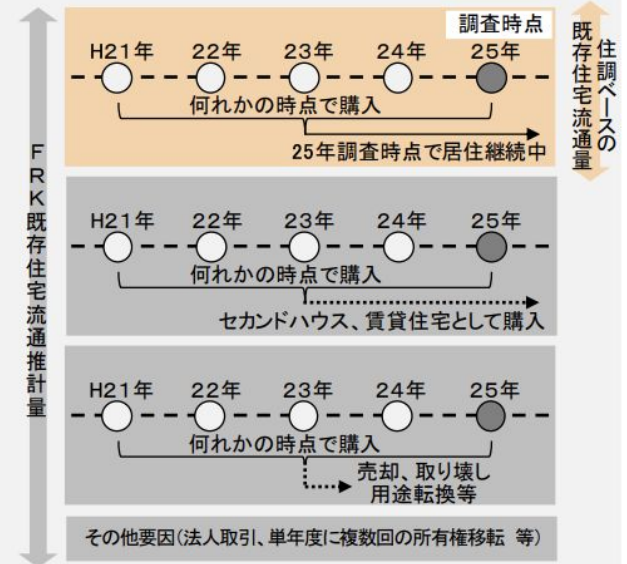 調査時点
H21年 22年 23年 24年 25年
何れかの時点で購入
25年調査時点で居住継続中
住調ベースの
既存住宅流通量
FRK既存住宅流通推計量
H21年 22年 23年 24年 25年
何れかの時点で購入
セカンドハウス、賃貸住宅として購入
H21年 22年 23年 24年 25年
何れかの時点で購入
売却、取り壊し
用途転換等
その他要因(法人取引、単年度に複数回の所有権移転 等)